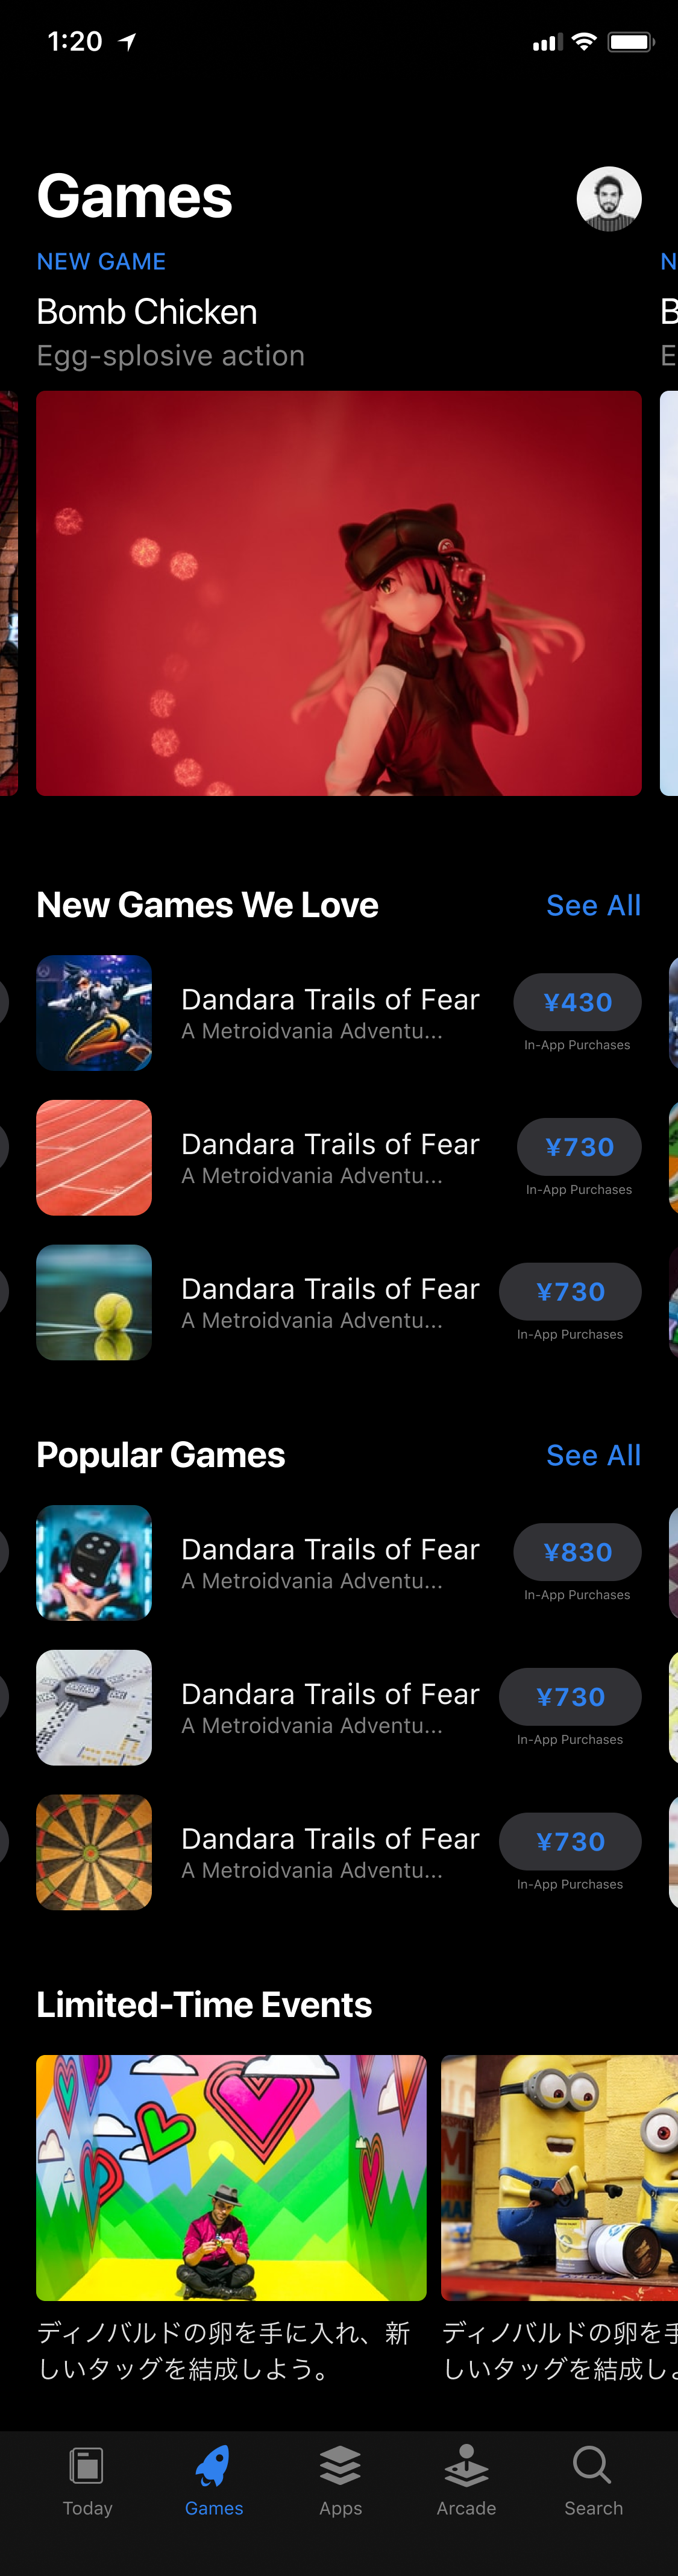 1:20
Games
NEW GAME
Bomb Chicken
Egg-splosive action
New Games We Love
See All
Dandara Trails of Fear
A Metroidvania Adventu...
¥430
In-App Purchases
Dandara Trails of Fear
A Metroidvania Adventu...
¥730
In-App Purchases
Dandara Trails of Fear
A Metroidvania Adventu...
¥730
In-App Purchases
Popular Games
See All
Dandara Trails of Fear
A Metroidvania Adventu...
¥830
In-App Purchases
Dandara Trails of Fear
A Metroidvania Adventu...
¥730
In-App Purchases
Dandara Trails of Fear
A Metroidvania Adventu...
¥730
In-App Purchases
Limited-Time Events
ディノバルドの卵を手に入れ、新
しいタッグを結成しよう。
ディノバルドの卵を手
しいタッグを結成し
Today
Games
Apps
Arcade
Search